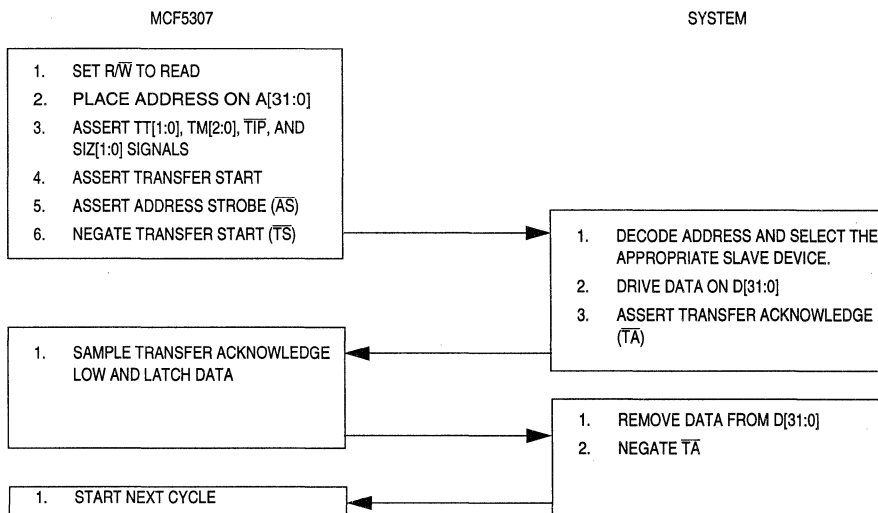 MCF5307
SYSTEM
1. SET R/W̅ TO READ
2. PLACE ADDRESS ON A[31:0]
3. ASSERT TT[1:0], TM[2:0], T̅I̅P̅, AND
SIZ[1:0] SIGNALS
4. ASSERT TRANSFER START
5. ASSERT ADDRESS STROBE (A̅S̅)
6. NEGATE TRANSFER START (T̅S̅)
1. DECODE ADDRESS AND SELECT THE
APPROPRIATE SLAVE DEVICE.
2. DRIVE DATA ON D[31:0]
3. ASSERT TRANSFER ACKNOWLEDGE
(T̅A̅)
1. SAMPLE TRANSFER ACKNOWLEDGE
LOW AND LATCH DATA
1. REMOVE DATA FROM D[31:0]
2. NEGATE T̅A̅
1. START NEXT CYCLE